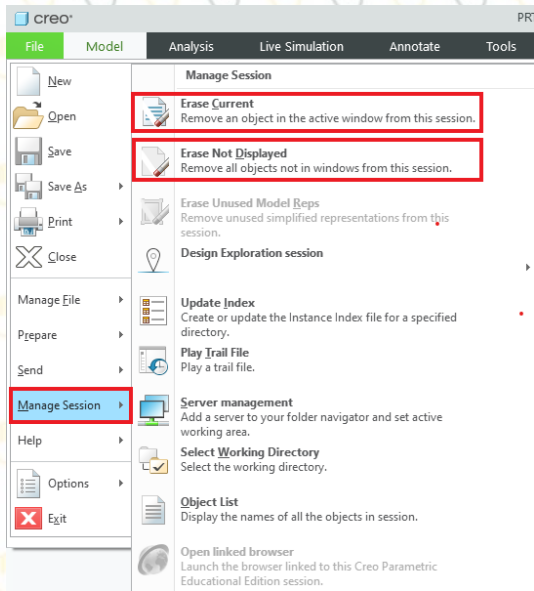 creo
PRT
File Model Analysis Live Simulation Annotate Tools
New
Open
Save
Save As
Print
Close
Manage File
Prepare
Send
Manage Session
Help
Options
Exit
Manage Session
Erase Current
Remove an object in the active window from this session.
Erase Not Displayed
Remove all objects not in windows from this session.
Erase Unused Model Reps
Remove unused simplified representations from this
session.
Design Exploration session
Update Index
Create or update the Instance Index file for a specified
directory.
Play Trail File
Play a trail file.
Server management
Add a server to your folder navigator and set active
working area.
Select Working Directory
Select the working directory.
Object List
Display the names of all the objects in session.
Open linked browser
Launch the browser linked to this Creo Parametric
Educational Edition session.